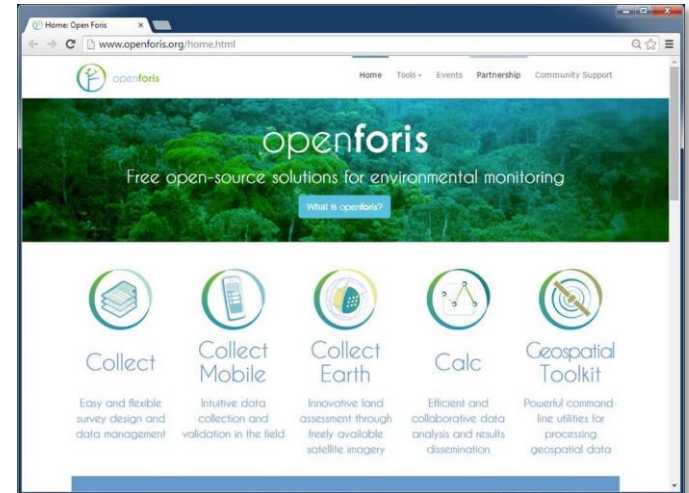 Home: Open Foris
www.openforis.org/home.html
openforis
Home Tools Events Partnership Community Support
openforis
Free open-source solutions for environmental monitoring
What is openforis?
Collect
Easy and flexible
survey design and
data management
Collect
Mobile
Intuitive data
collection and
validation in the field
Collect
Earth
Innovative land
assessment through
freely available
satellite imagery
Calc
Efficient and
collaborative data
analysis and results
dissemination
Geospatial
Toolkit
Powerful command-
line utilities for
processing
geospatial data